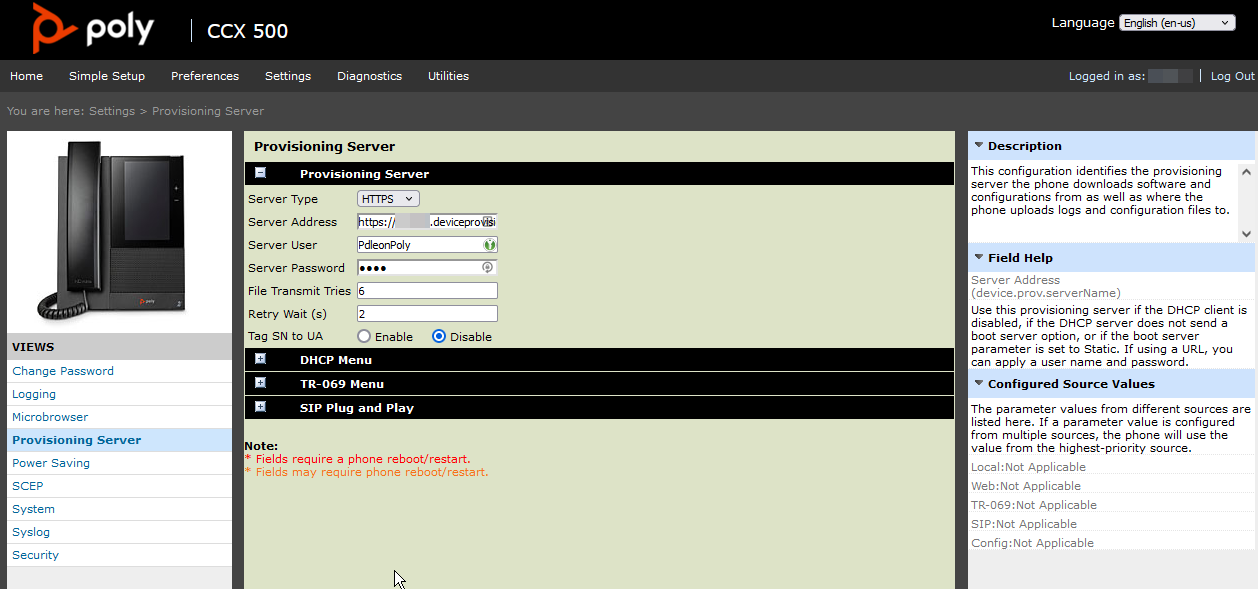 poly
CCX 500
Language English (en-us)
Home Simple Setup Preferences Settings Diagnostics Utilities
Logged in as: Log Out
You are here: Settings > Provisioning Server
poly
VIEWS
Change Password
Logging
Microbrowser
Provisioning Server
Power Saving
SCEP
System
Syslog
Security
Provisioning Server
Provisioning Server
Server Type HTTPS
Server Address https:// .deviceprovisi
Server User PdleonPoly
Server Password ●●●●
File Transmit Tries 6
Retry Wait (s) 2
Tag SN to UA Enable Disable
DHCP Menu
TR-069 Menu
SIP Plug and Play
Note:
* Fields require a phone reboot/restart.
* Fields may require phone reboot/restart.
Description
This configuration identifies the provisioning
server the phone downloads software and
configurations from as well as where the
phone uploads logs and configuration files to.
Field Help
Server Address
(device.prov.serverName)
Use this provisioning server if the DHCP client is
disabled, if the DHCP server does not send a
boot server option, or if the boot server
parameter is set to Static. If using a URL, you
can apply a user name and password.
Configured Source Values
The parameter values from different sources are
listed here. If a parameter value is configured
from multiple sources, the phone will use the
value from the highest-priority source.
Local:Not Applicable
Web:Not Applicable
TR-069:Not Applicable
SIP:Not Applicable
Config:Not Applicable